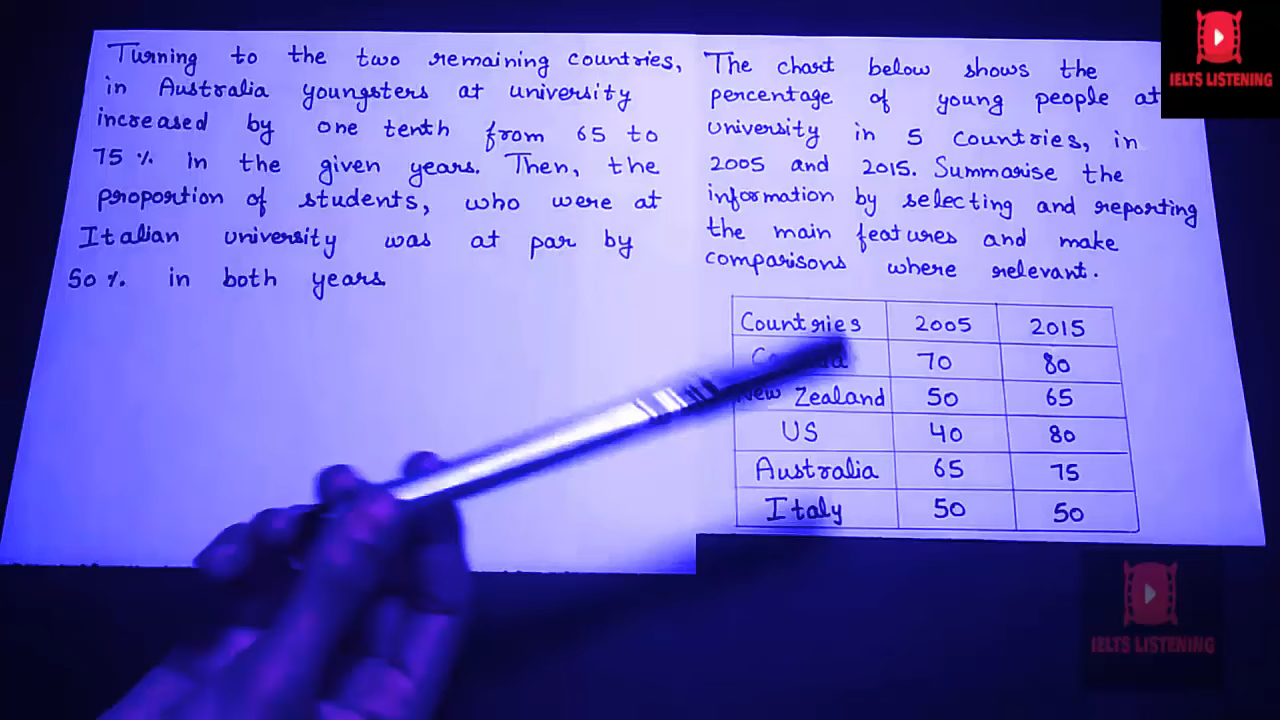 Turning to the two remaining countries,
in Australia youngsters at university
increased by one tenth from 65 to
75 % in the given years. Then, the
proportion of students, who were at
Italian university was at par by
50 % in both years.
The chart below shows the
percentage of young people at
university in 5 countries, in
2005 and 2015. Summarise the
information by selecting and reporting
the main features and make
comparisons where relevant.
Countries 2005 2015
70 80
New Zealand 50 65
US 40 80
Australia 65 75
Italy 50 50
IELTS LISTENING
IELTS LISTENING